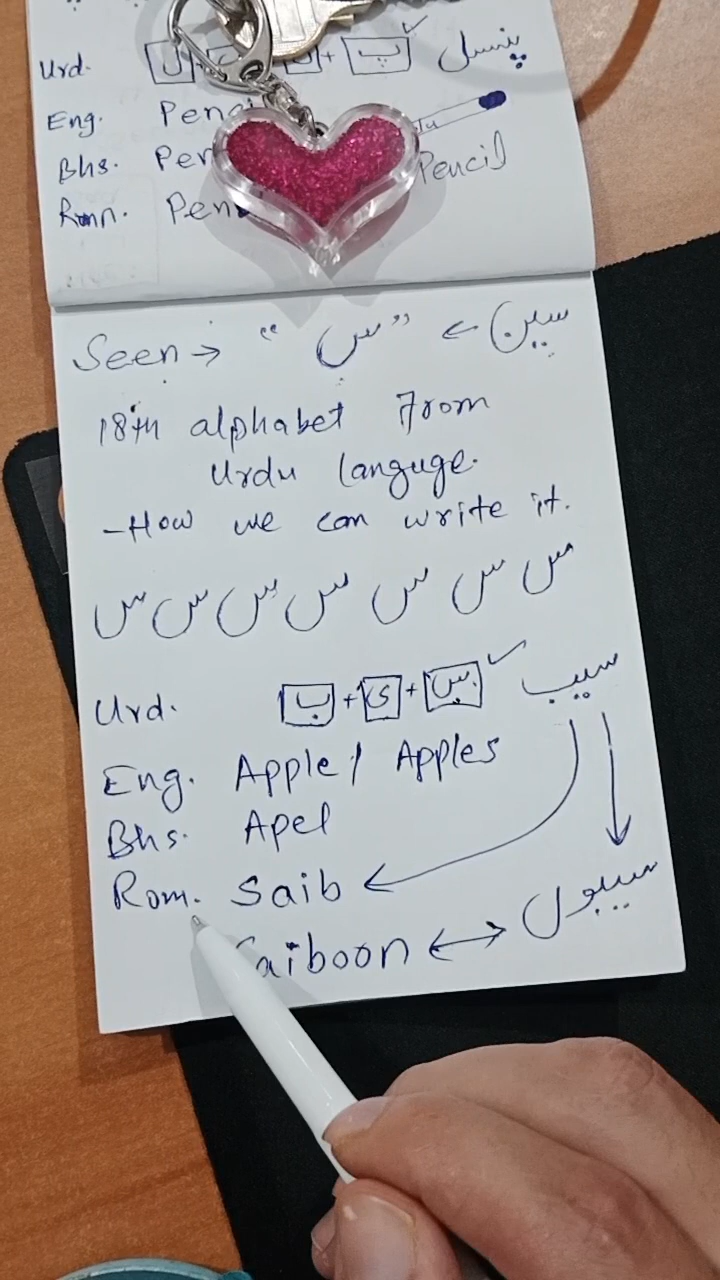 Urd. ل + + پ پنسل
Eng. Penci
Bhs. Pen Pencil
Rmn. Pen
Seen → “ س ” ← سین
18th alphabet from
Urdu languge.
- How we can write it.
س س س س س س س
Urd. ب + ی + س سیب
Eng. Apple / Apples
Bhs. Apel
Rom. Saib ←
aiboon ↔ سیبوں